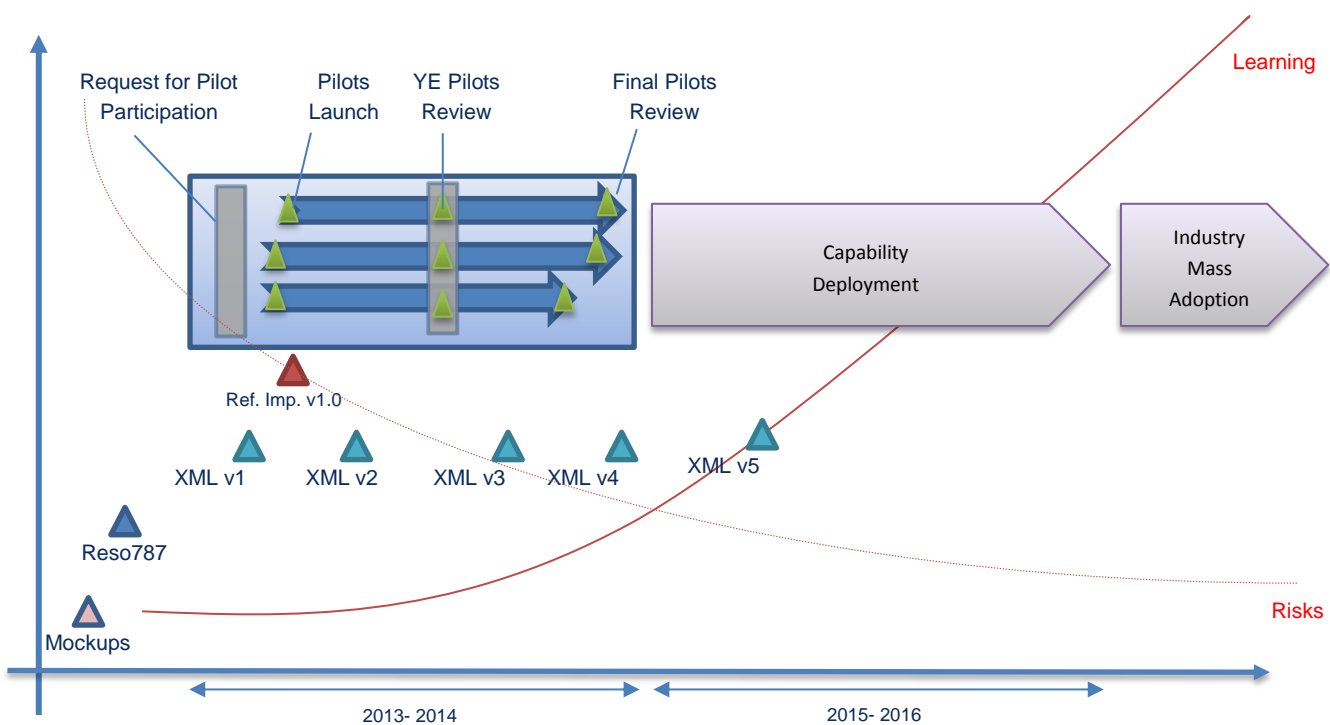 Learning
Request for Pilot
Participation
Pilots
Launch
YE Pilots
Review
Final Pilots
Review
Capability
Deployment
Industry
Mass
Adoption
Ref. Imp. v1.0
XML v1
XML v2
XML v3
XML v4
XML v5
Reso787
Mockups
Risks
2013- 2014
2015- 2016